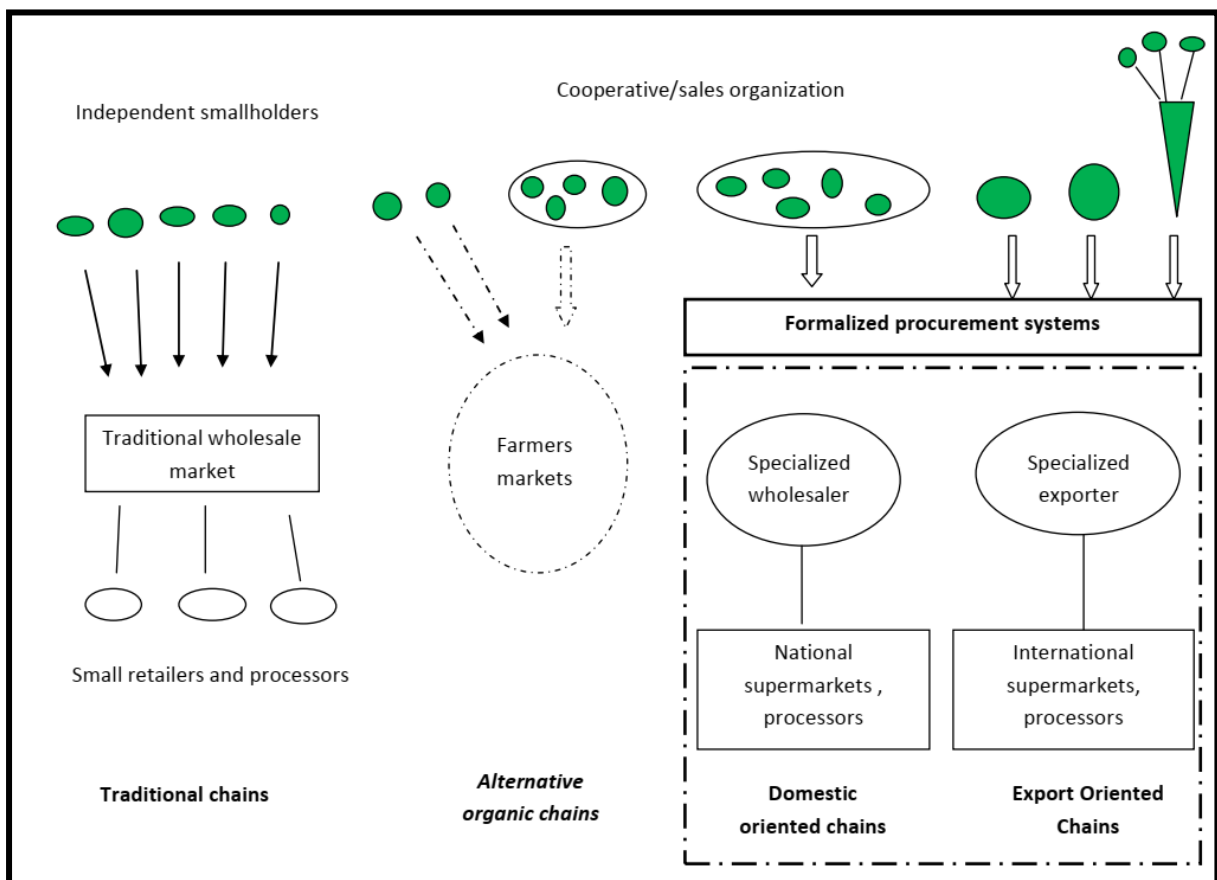 Cooperative/sales organization
Independent smallholders
Formalized procurement systems
Traditional wholesale
market
Farmers
markets
Specialized
wholesaler
Specialized
exporter
Small retailers and processors
National
supermarkets ,
processors
International
supermarkets,
processors
Traditional chains
Alternative
organic chains
Domestic
oriented chains
Export Oriented
Chains